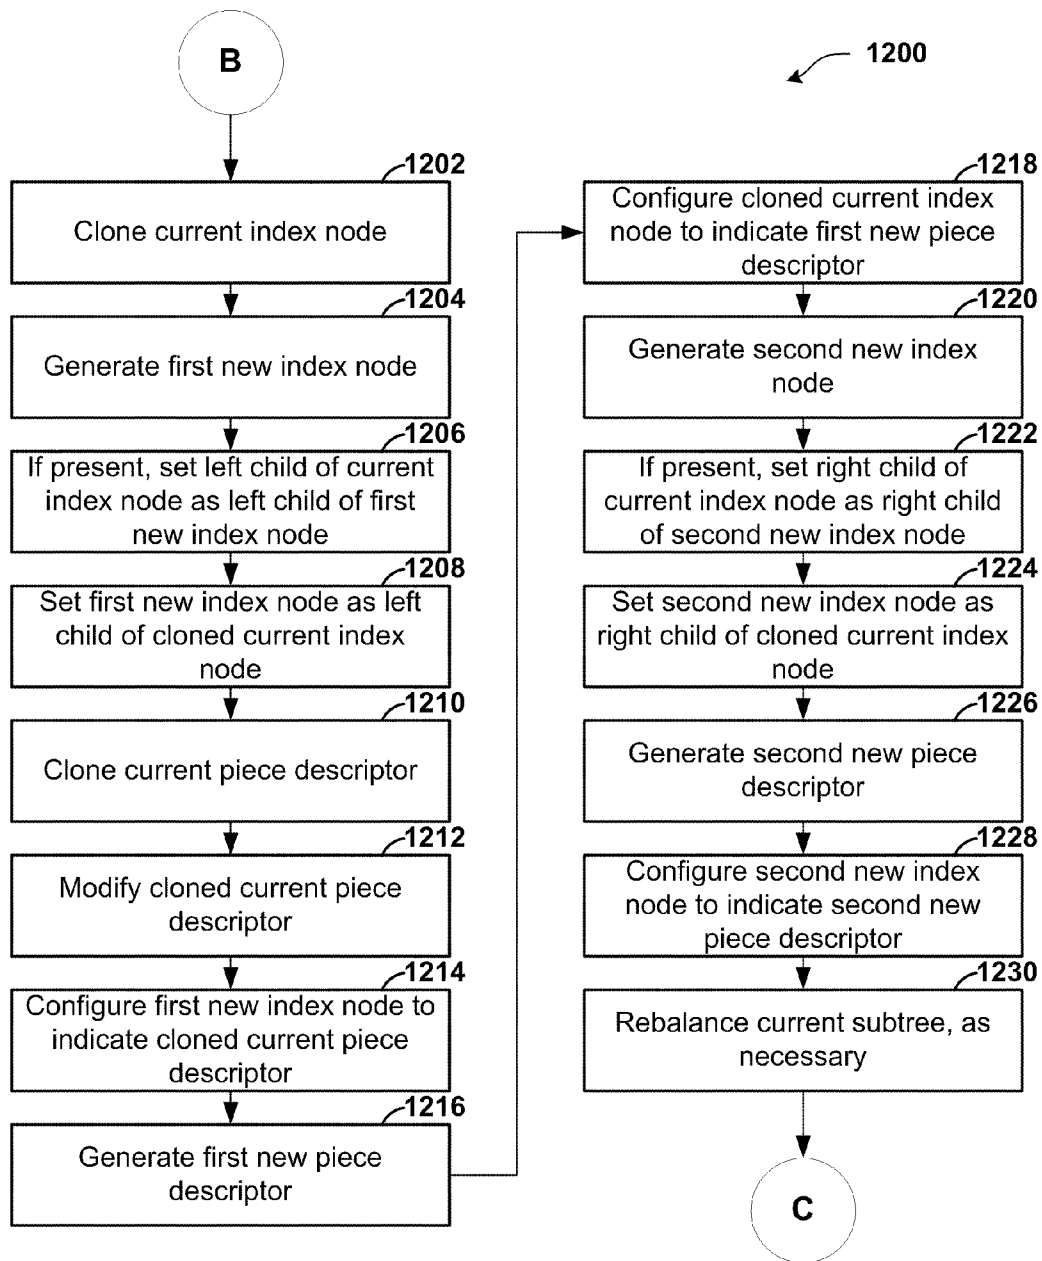 B
1200
1202
Clone current index node
1204
Generate first new index node
1206
If present, set left child of current
index node as left child of first
new index node
1208
Set first new index node as left
child of cloned current index
node
1210
Clone current piece descriptor
1212
Modify cloned current piece
descriptor
1214
Configure first new index node to
indicate cloned current piece
descriptor
1216
Generate first new piece
descriptor
1218
Configure cloned current index
node to indicate first new piece
descriptor
1220
Generate second new index
node
1222
If present, set right child of
current index node as right child
of second new index node
1224
Set second new index node as
right child of cloned current index
node
1226
Generate second new piece
descriptor
1228
Configure second new index
node to indicate second new
piece descriptor
1230
Rebalance current subtree, as
necessary
C